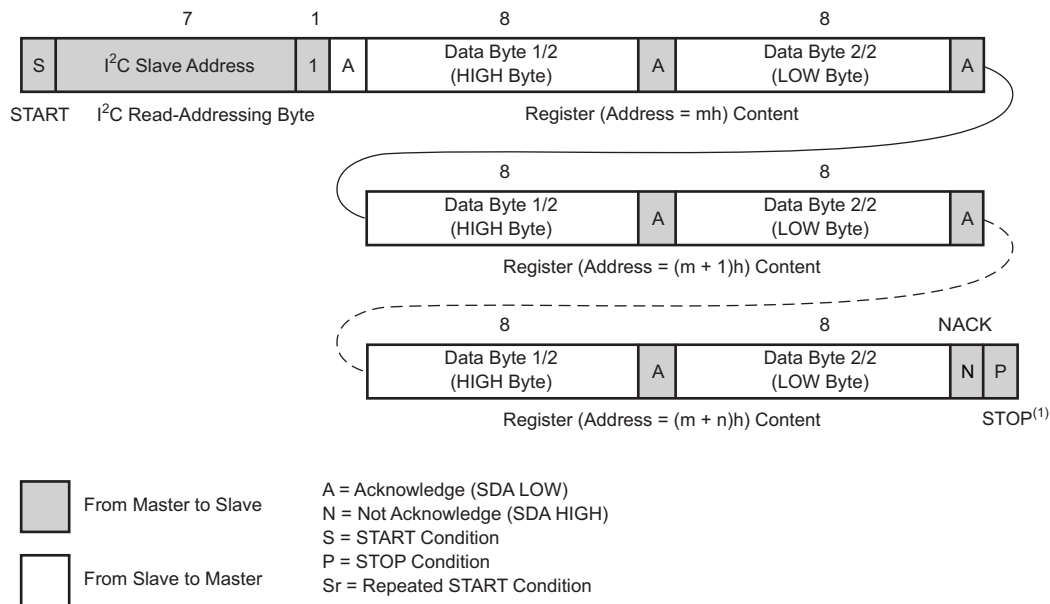 7 1 8 8
S I²C Slave Address 1 A Data Byte 1/2 (HIGH Byte) A Data Byte 2/2 (LOW Byte) A
START I²C Read-Addressing Byte Register (Address = mh) Content
8 8
Data Byte 1/2 (HIGH Byte) A Data Byte 2/2 (LOW Byte) A
Register (Address = (m + 1)h) Content
8 8 NACK
Data Byte 1/2 (HIGH Byte) A Data Byte 2/2 (LOW Byte) N P
Register (Address = (m + n)h) Content STOP⁽¹⁾
From Master to Slave
From Slave to Master
A = Acknowledge (SDA LOW)
N = Not Acknowledge (SDA HIGH)
S = START Condition
P = STOP Condition
Sr = Repeated START Condition